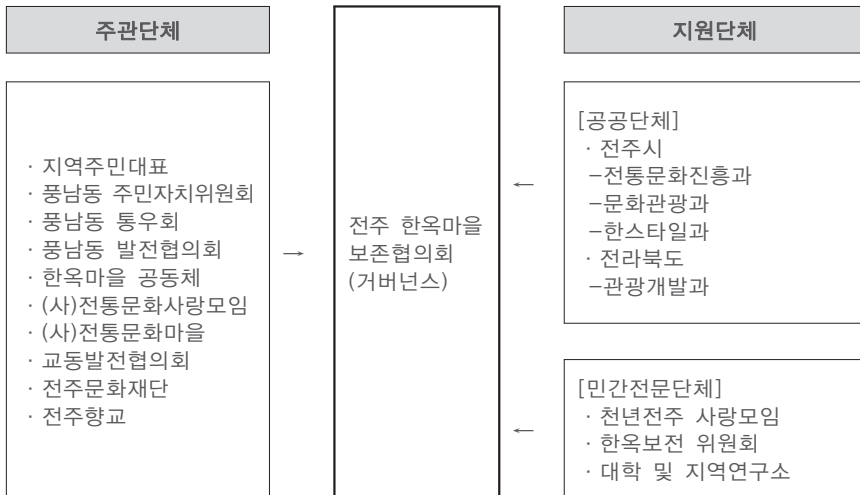 주관단체
· 지역주민대표
· 풍남동 주민자치위원회
· 풍남동 통우회
· 풍남동 발전협의회
· 한옥마을 공동체
· (사)전통문화사랑모임
· (사)전통문화마을
· 교동발전협의회
· 전주문화재단
· 전주향교
→
전주 한옥마을
보존협의회
(거버넌스)
←
←
지원단체
[공공단체]
· 전주시
–전통문화진흥과
–문화관광과
–한스타일과
· 전라북도
–관광개발과
[민간전문단체]
· 천년전주 사랑모임
· 한옥보전 위원회
· 대학 및 지역연구소